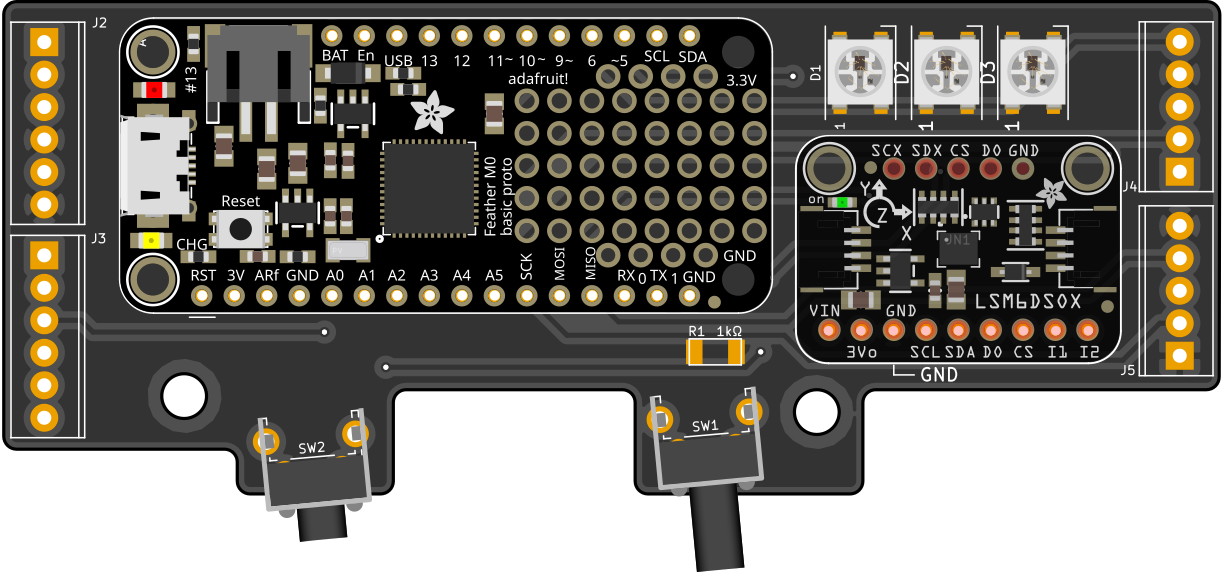 J2
BAT En USB 13 12 11~ 10~ 9~ 6 ~5 SCL SDA
adafruit!
3.3V
#13
A
D1
D2
D3
1
1
1
J4
Reset
Feather M0
basic proto
CHG
GND
SCK
MOSI
MISO
RST 3V ARf GND A0 A1 A2 A3 A4 A5 RX 0 TX 1 GND
J3
SCX SDX CS DO GND
on
Y
Z
X
JN1
LSM6DSOX
VIN GND
3Vo SCL SDA DO CS I1 I2
GND
J5
R1 1kΩ
SW2
SW1